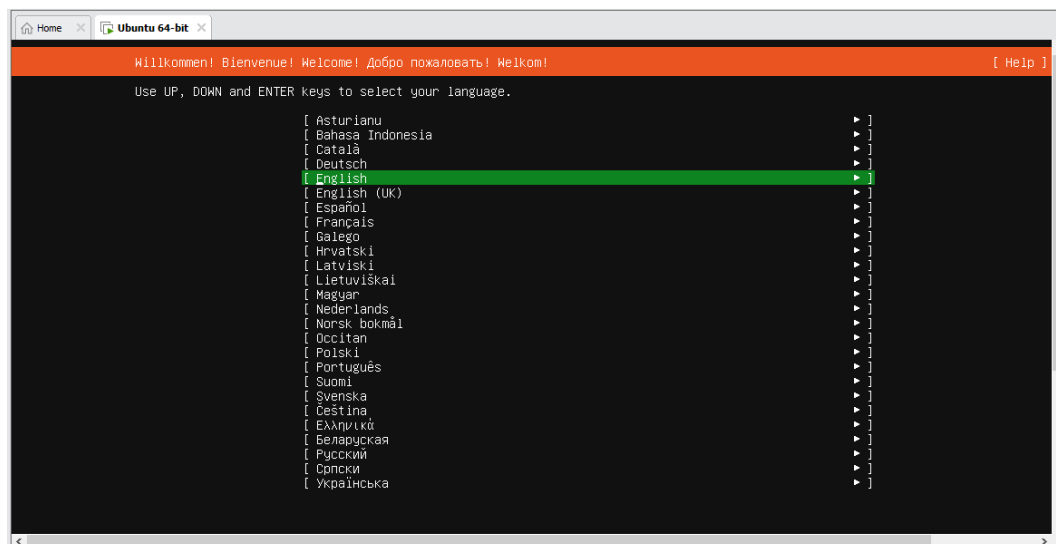 Home
Ubuntu 64-bit
Willkommen! Bienvenue! Welcome! Добро пожаловать! Welkom! [ Help ]
Use UP, DOWN and ENTER keys to select your language.
[ Asturianu ▸ ]
[ Bahasa Indonesia ▸ ]
[ Català ▸ ]
[ Deutsch ▸ ]
[ English ▸ ]
[ English (UK) ▸ ]
[ Español ▸ ]
[ Français ▸ ]
[ Galego ▸ ]
[ Hrvatski ▸ ]
[ Latviski ▸ ]
[ Lietuviškai ▸ ]
[ Magyar ▸ ]
[ Nederlands ▸ ]
[ Norsk bokmål ▸ ]
[ Occitan ▸ ]
[ Polski ▸ ]
[ Português ▸ ]
[ Suomi ▸ ]
[ Svenska ▸ ]
[ Čeština ▸ ]
[ Ελληνικά ▸ ]
[ Беларуская ▸ ]
[ Русский ▸ ]
[ Српски ▸ ]
[ Українська ▸ ]